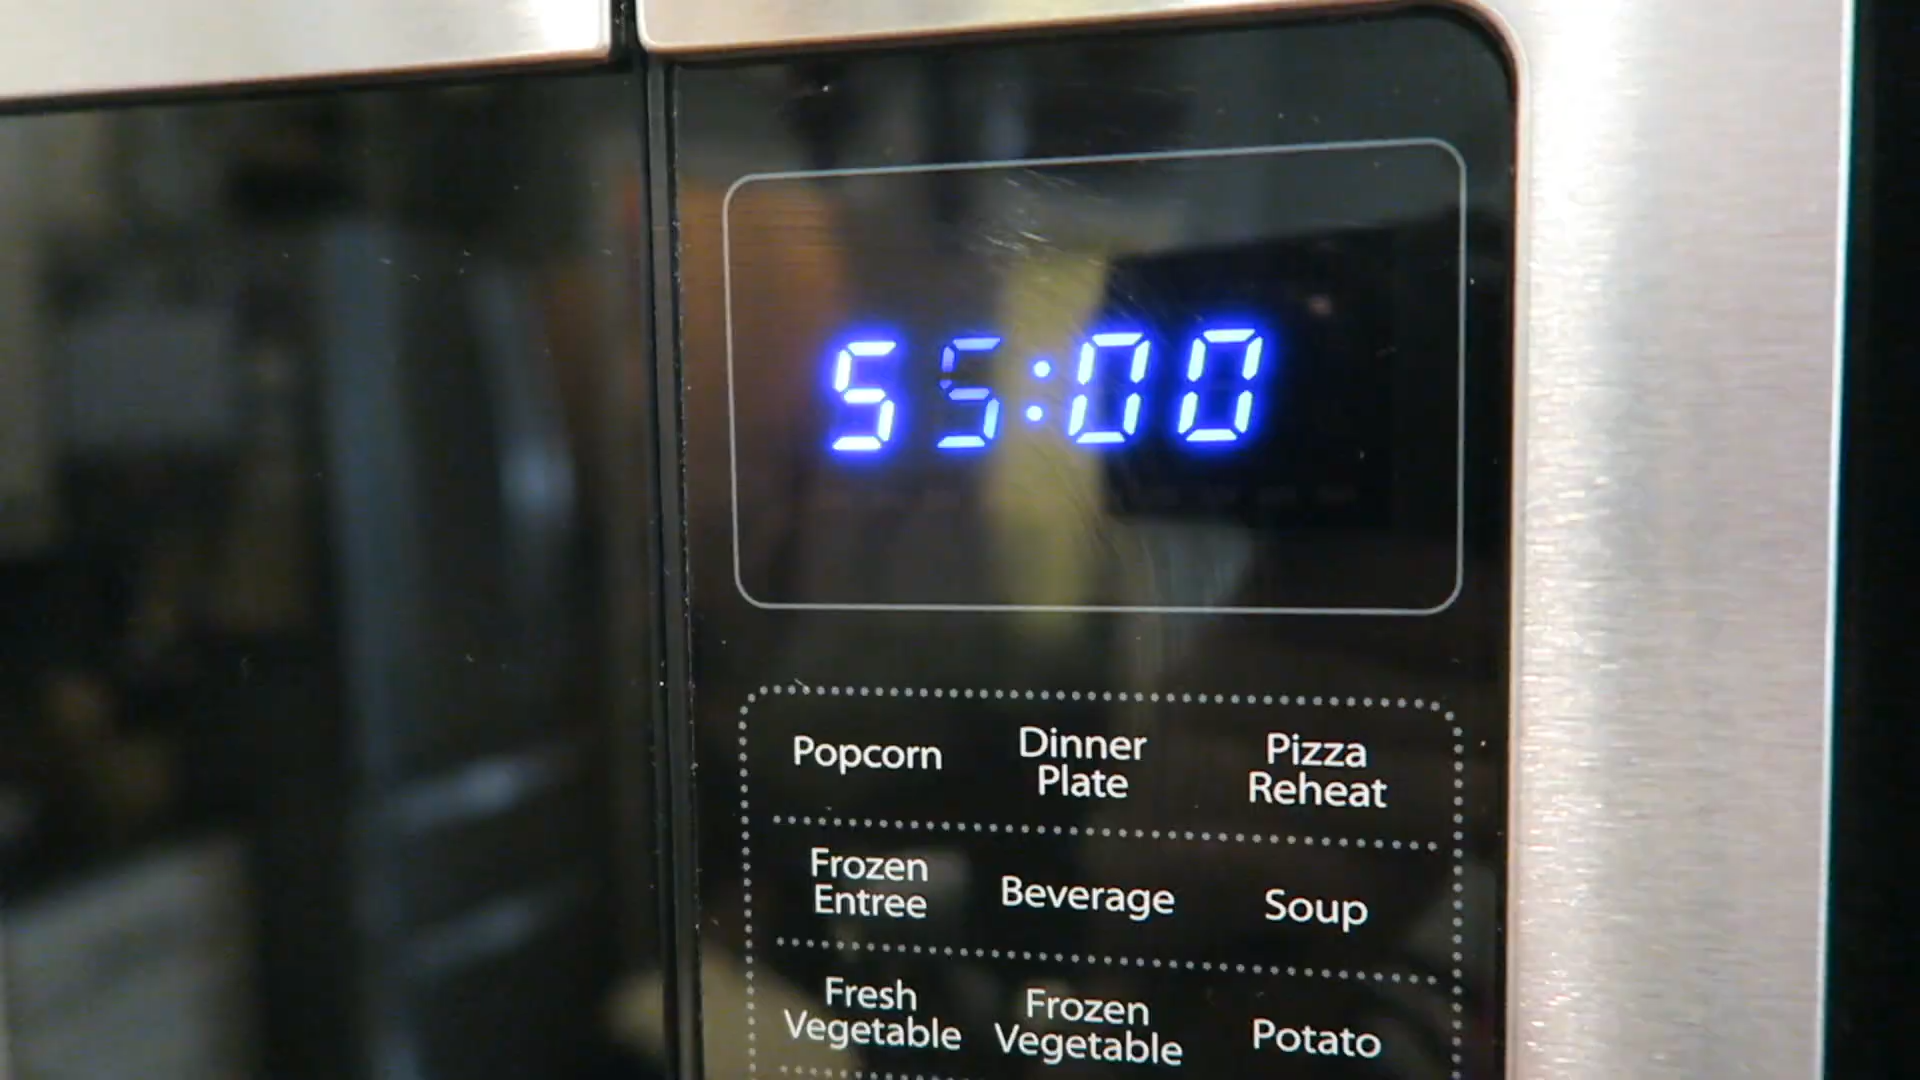 55:00
Popcorn
Dinner
Plate
Pizza
Reheat
Frozen
Entree
Beverage
Soup
Fresh
Vegetable
Frozen
Vegetable
Potato